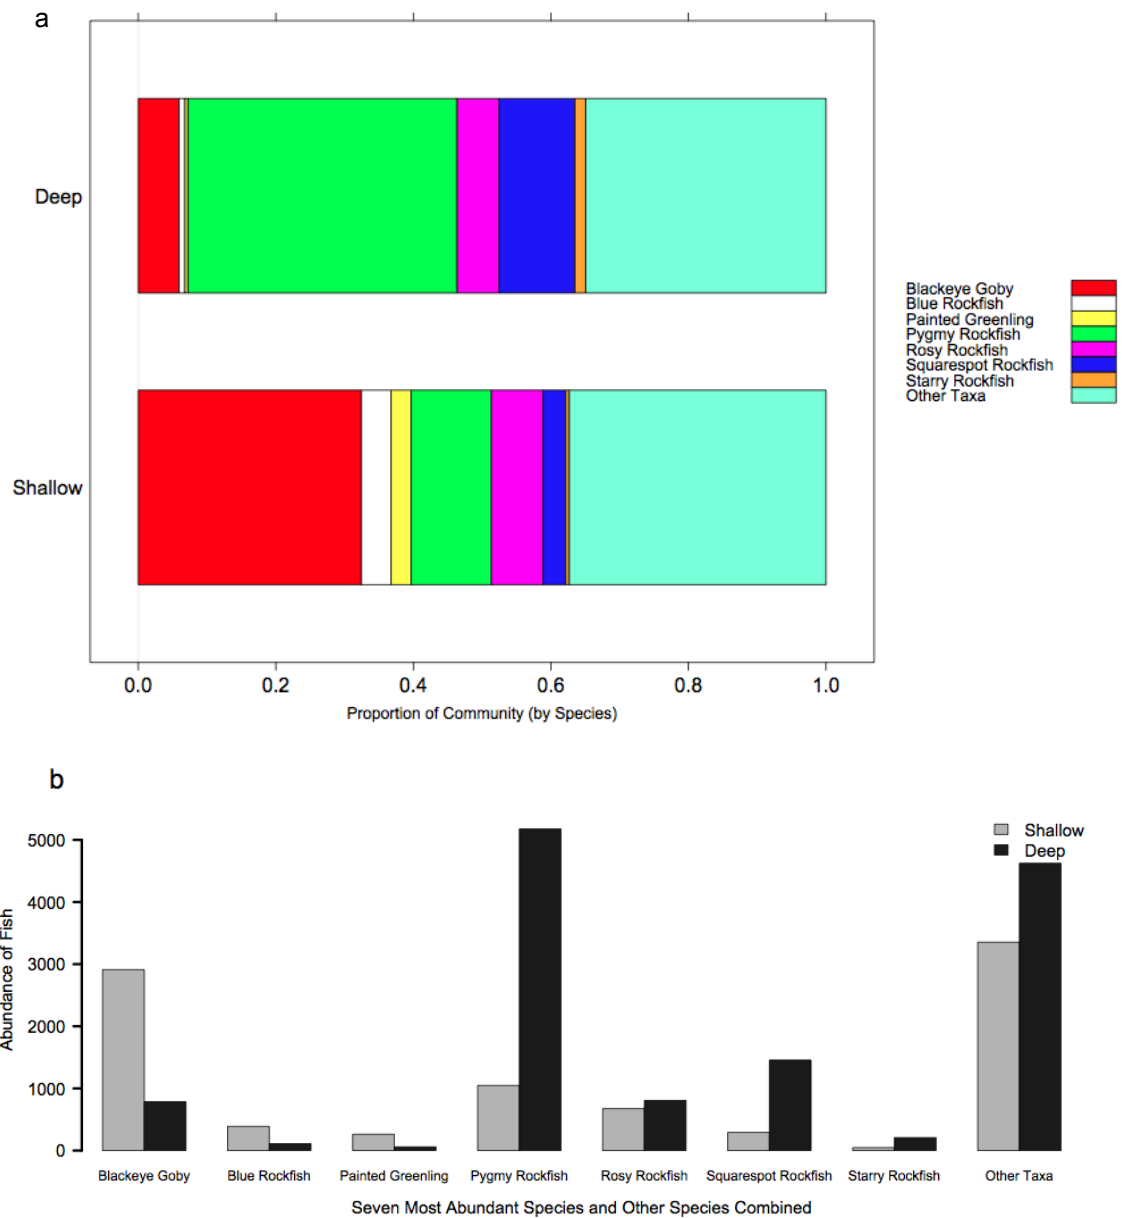 a
Deep
Shallow
Blackeye Goby
Blue Rockfish
Painted Greenling
Pygmy Rockfish
Rosy Rockfish
Squarespot Rockfish
Starry Rockfish
Other Taxa
0.0 0.2 0.4 0.6 0.8 1.0
Proportion of Community (by Species)
b
Shallow
Deep
5000
4000
3000
2000
1000
0
Abundance of Fish
Blackeye Goby Blue Rockfish Painted Greenling Pygmy Rockfish Rosy Rockfish Squarespot Rockfish Starry Rockfish Other Taxa
Seven Most Abundant Species and Other Species Combined